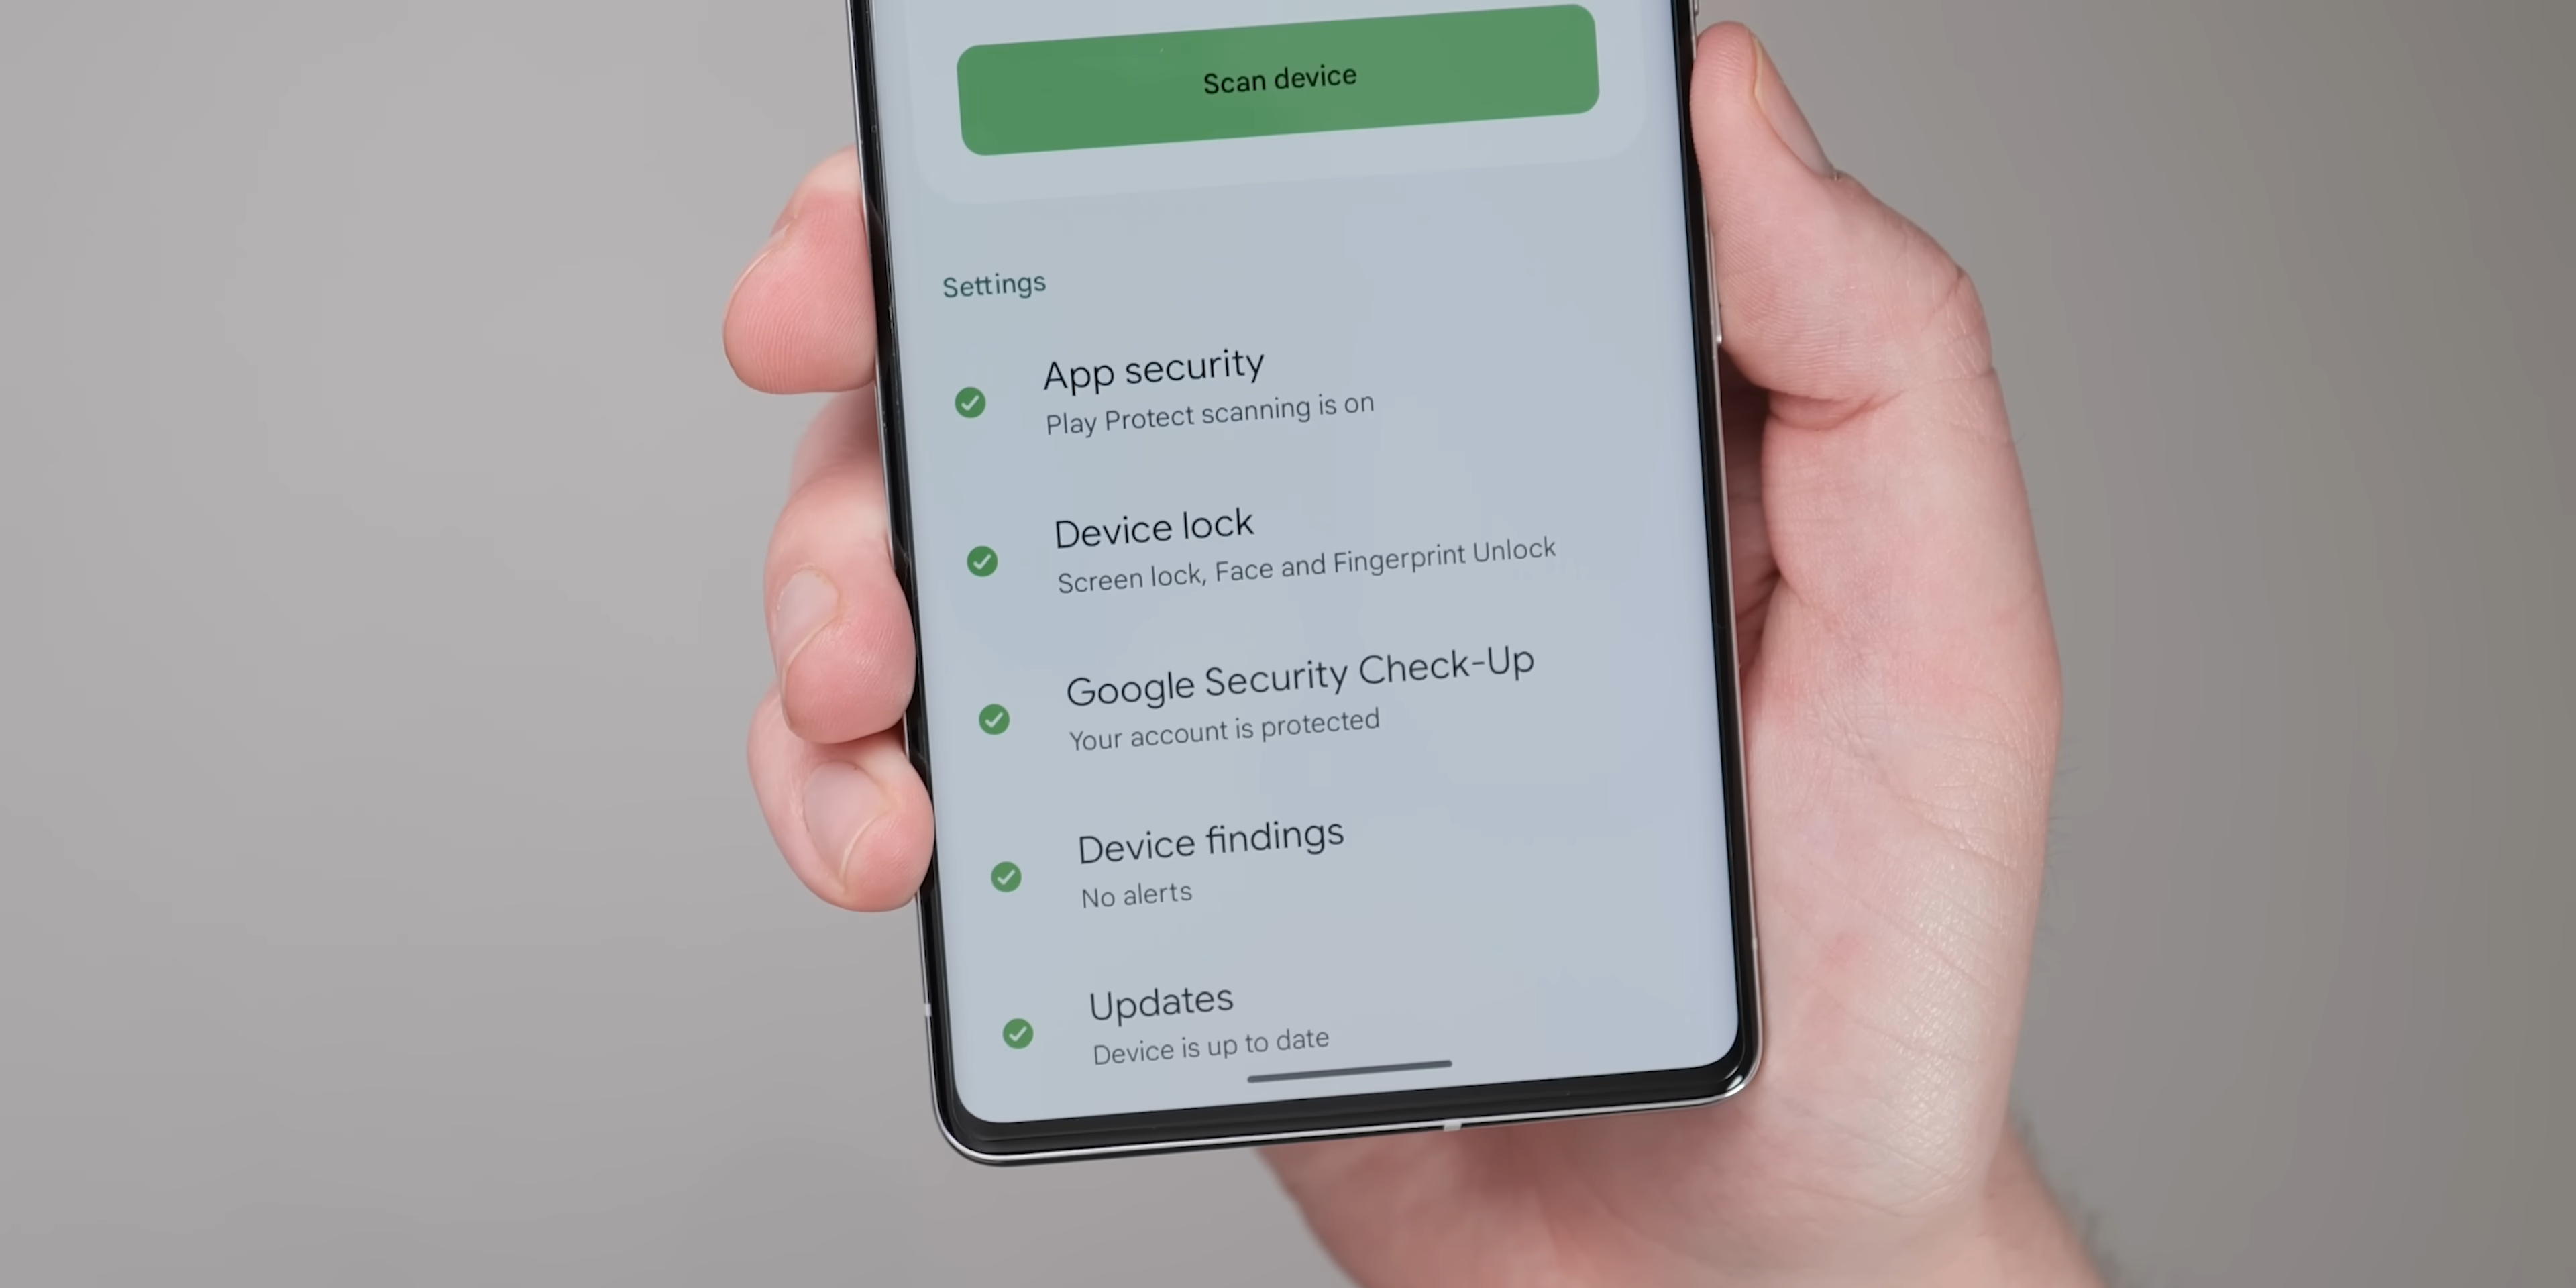 Scan device
Settings
App security
Play Protect scanning is on
Device lock
Screen lock, Face and Fingerprint Unlock
Google Security Check-Up
Your account is protected
Device findings
No alerts
Updates
Device is up to date